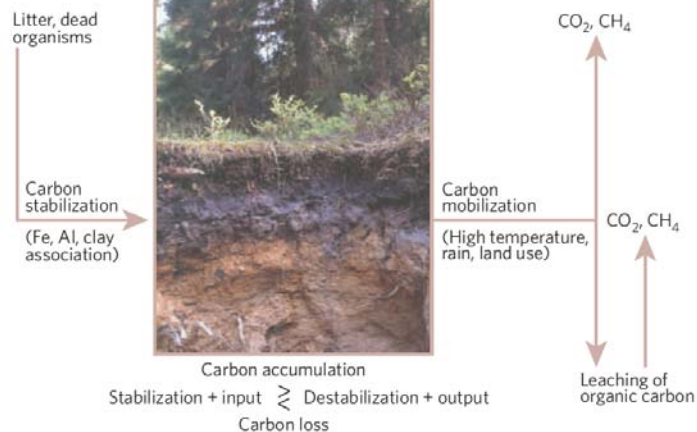 Litter, dead
organisms
CO₂, CH₄
Carbon
stabilization
(Fe, Al, clay
association)
Carbon
mobilization
(High temperature,
rain, land use)
CO₂, CH₄
Leaching of
organic carbon
Carbon accumulation
Stabilization + input ≷ Destabilization + output
Carbon loss